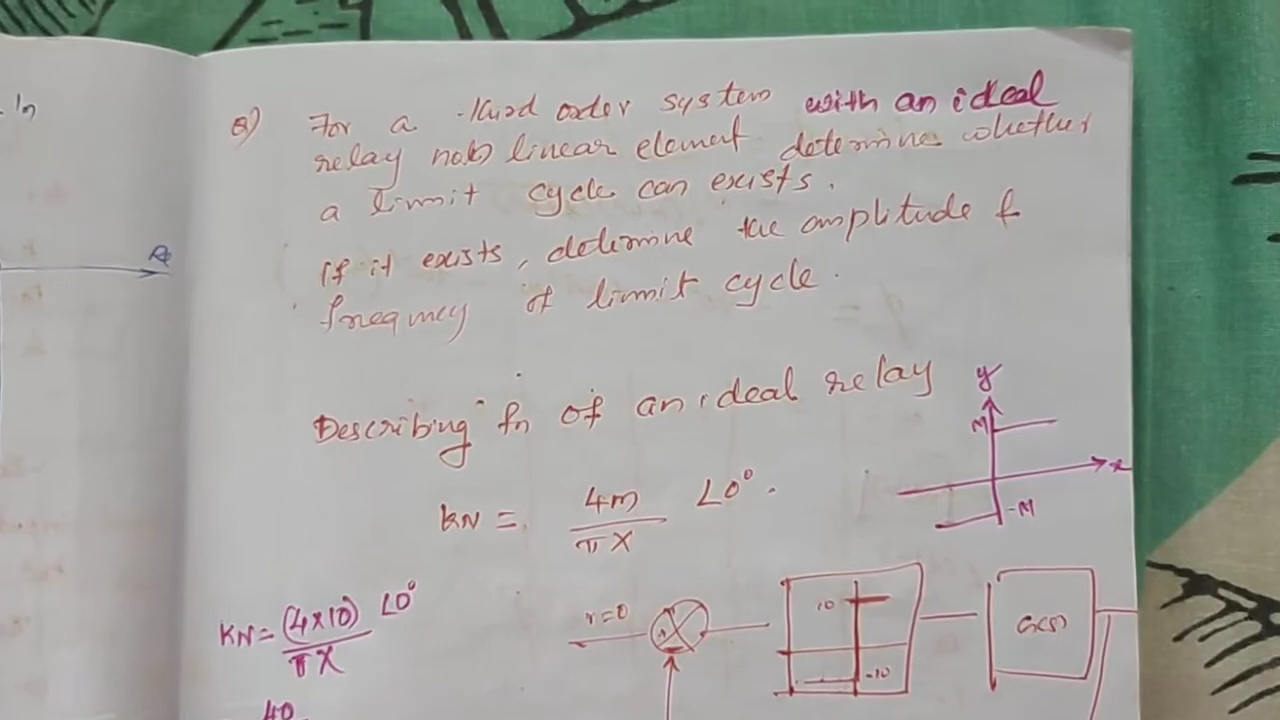 In
A
Q) For a third order system with an ideal
relay non linear element determine whether
a limit cycle can exists.
If it exists, determine the amplitude &
frequency of limit cycle.
Describing fn of an ideal relay
y
M
x
-M
KN = 4M / πX ∠0°.
KN = (4×10) / πX ∠0°
40
r=0
10
-10
G(s)